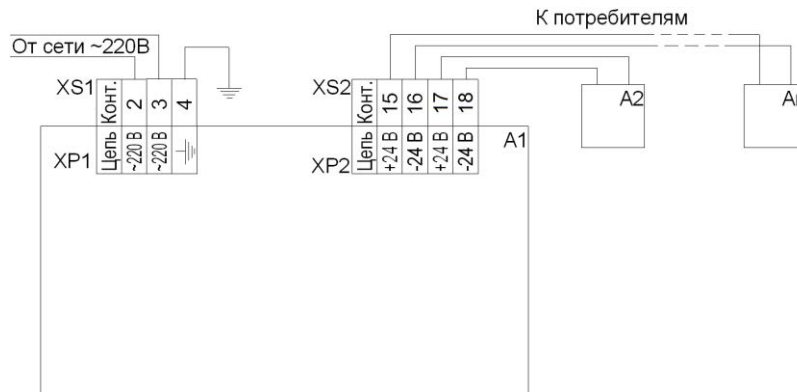 К потребителям
От сети ~220В
XS1
Конт.
2
3
4
XP1
Цепь
~220 В
~220 В
XS2
Конт.
15
16
17
18
XP2
Цепь
+24 В
-24 В
+24 В
-24 В
A1
A2